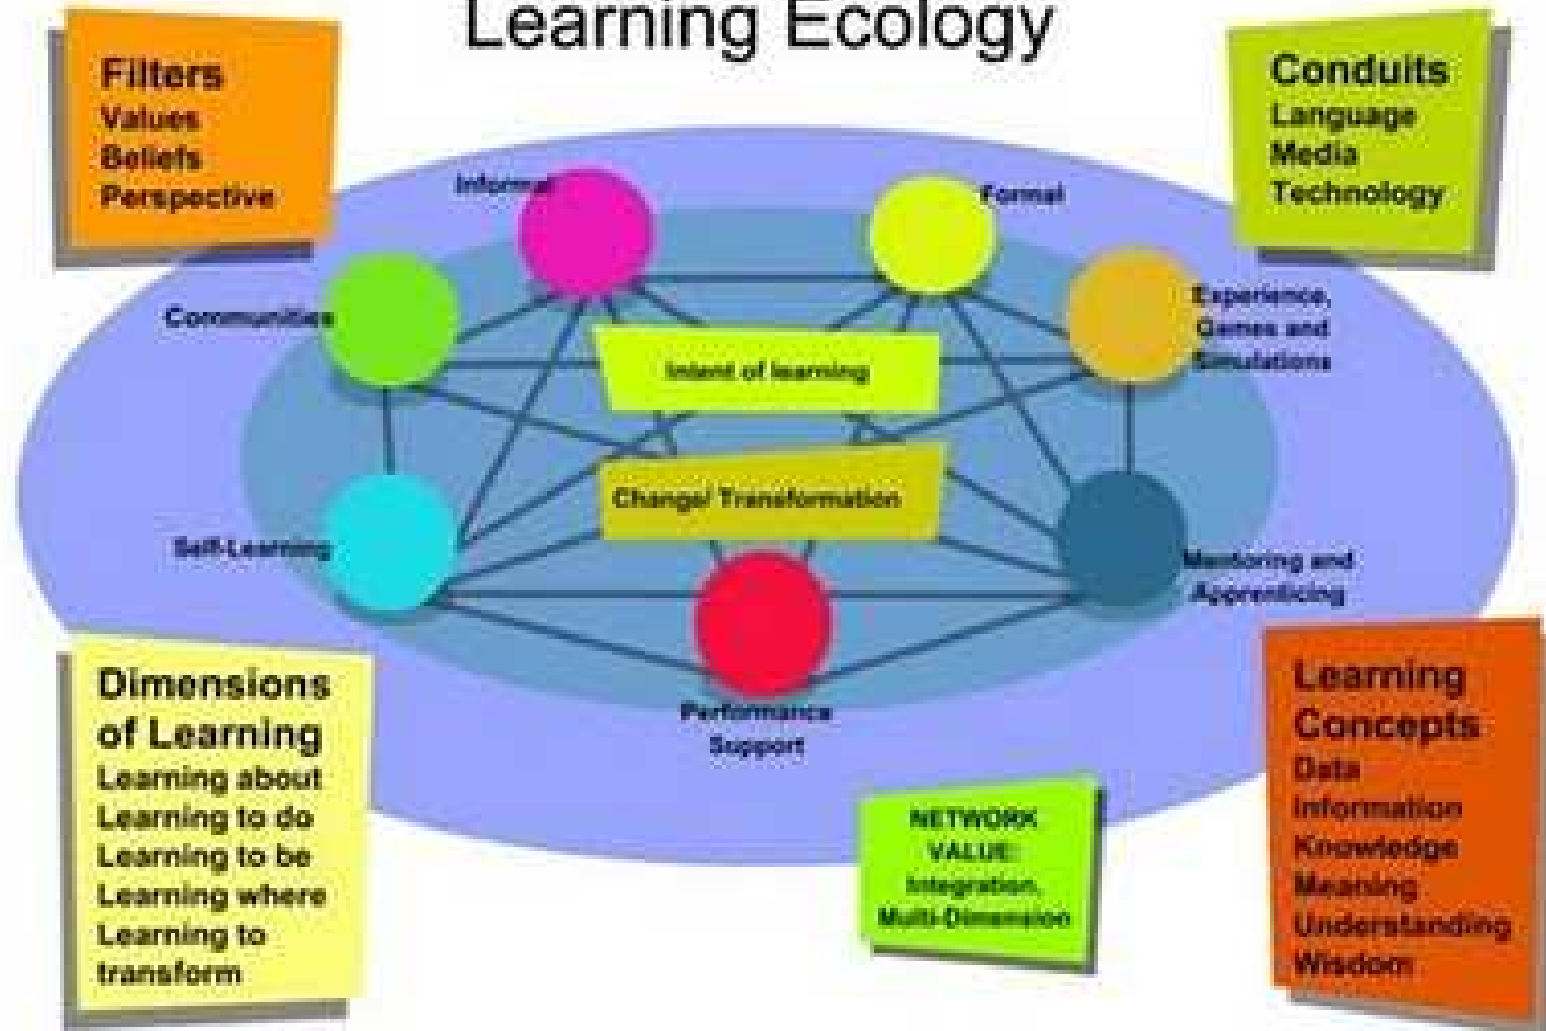 Learning Ecology
Filters
Values
Beliefs
Perspective
Conduits
Language
Media
Technology
Informal
Formal
Communities
Experience,
Games and
Simulations
Intent of learning
Change/ Transformation
Self-Learning
Mentoring and
Apprenticing
Performance
Support
Dimensions
of Learning
Learning about
Learning to do
Learning to be
Learning where
Learning to
transform
NETWORK
VALUE:
Integration,
Multi-Dimension
Learning
Concepts
Data
Information
Knowledge
Meaning
Understanding
Wisdom